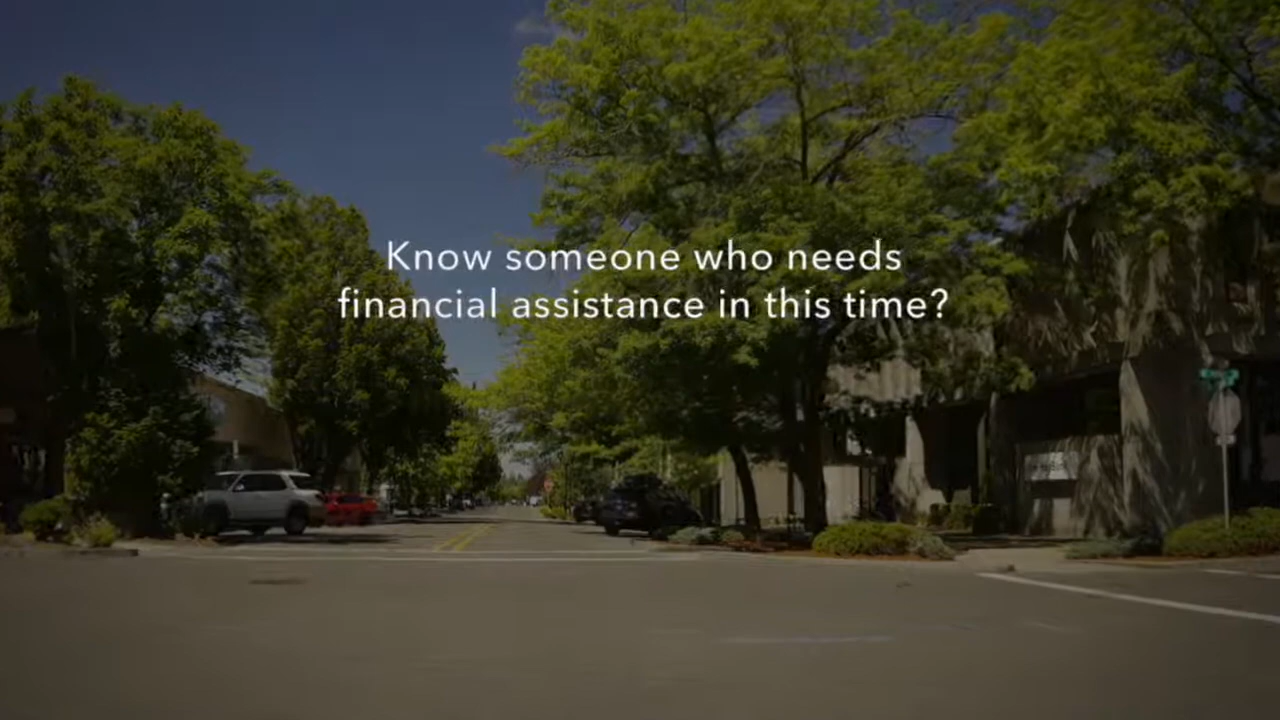 Know someone who needs
financial assistance in this time?